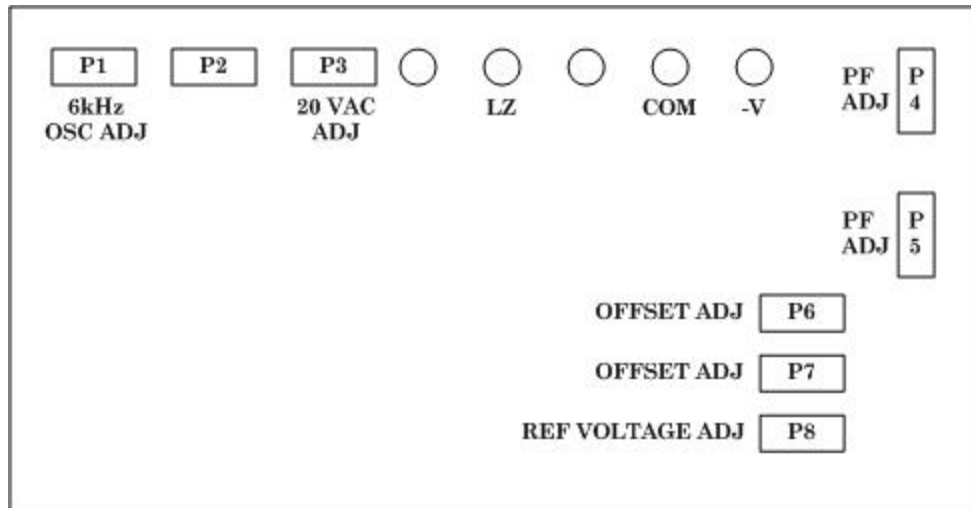 P1 P2 P3
6kHz
OSC ADJ
20 VAC
ADJ
LZ COM -V
PF
ADJ
P
4
PF
ADJ
P
5
OFFSET ADJ P6
OFFSET ADJ P7
REF VOLTAGE ADJ P8